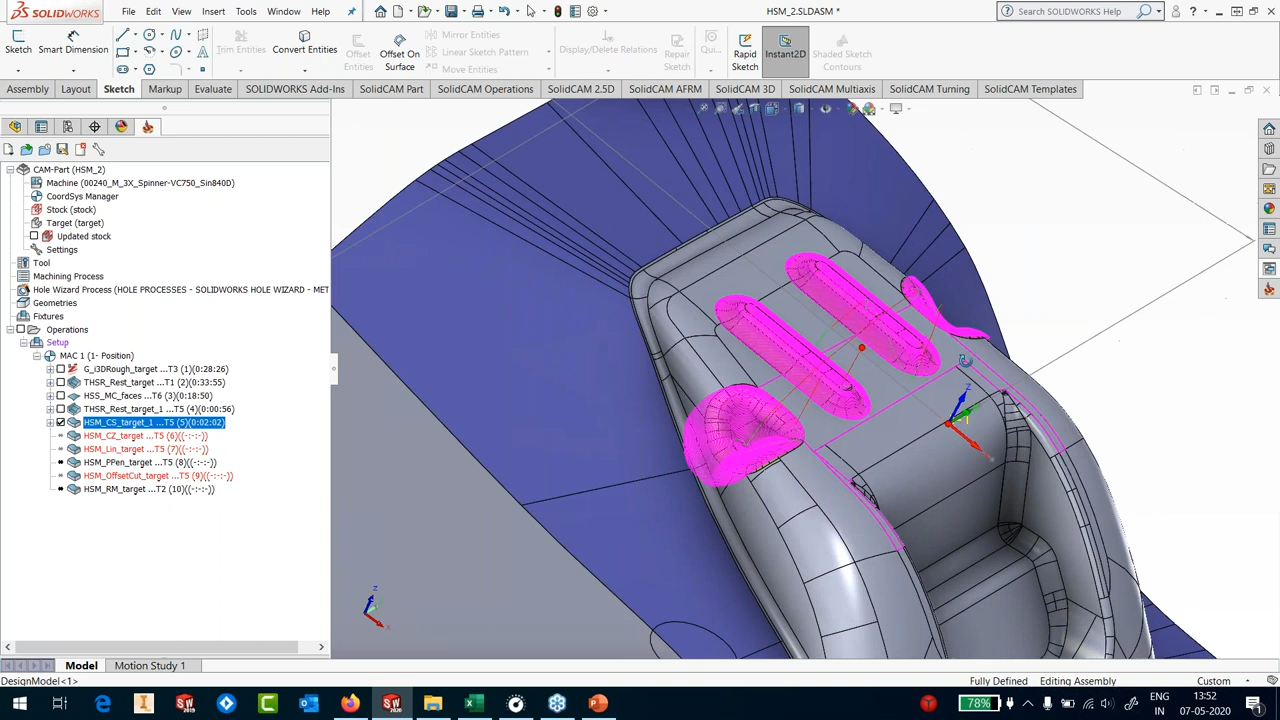 SOLIDWORKS File Edit View Insert Tools Window Help HSM_2.SLDASM * Search SOLIDWORKS Help
Sketch Smart Dimension Trim Entities Convert Entities Offset Entities Offset On Surface Mirror Entities Linear Sketch Pattern Move Entities Display/Delete Relations Repair Sketch Qui... Rapid Sketch Instant2D Shaded Sketch Contours
Assembly Layout Sketch Markup Evaluate SOLIDWORKS Add-Ins SolidCAM Part SolidCAM Operations SolidCAM 2.5D SolidCAM AFRM SolidCAM 3D SolidCAM Multiaxis SolidCAM Turning SolidCAM Templates
CAM-Part (HSM_2)
Machine (00240_M_3X_Spinner-VC750_Sin840D)
CoordSys Manager
Stock (stock)
Target (target)
Updated stock
Settings
Tool
Machining Process
Hole Wizard Process (HOLE PROCESSES - SOLIDWORKS HOLE WIZARD - MET
Geometries
Fixtures
Operations
Setup
MAC 1 (1- Position)
G_i3DRough_target ...T3 (1)(0:28:26)
THSR_Rest_target ...T1 (2)(0:33:55)
HSS_MC_faces ...T6 (3)(0:18:50)
THSR_Rest_target_1 ...T5 (4)(0:00:56)
HSM_CS_target_1 ...T5 (5)(0:02:02)
HSM_CZ_target ...T5 (6)((-:-:-))
HSM_Lin_target ...T5 (7)((-:-:-))
HSM_PPen_target ...T5 (8)((-:-:-))
HSM_OffsetCut_target ...T5 (9)((-:-:-))
HSM_RM_target ...T2 (10)((-:-:-))
Model Motion Study 1
DesignModel<1> Fully Defined Editing Assembly Custom
78% ENG 13:52
IN 07-05-2020